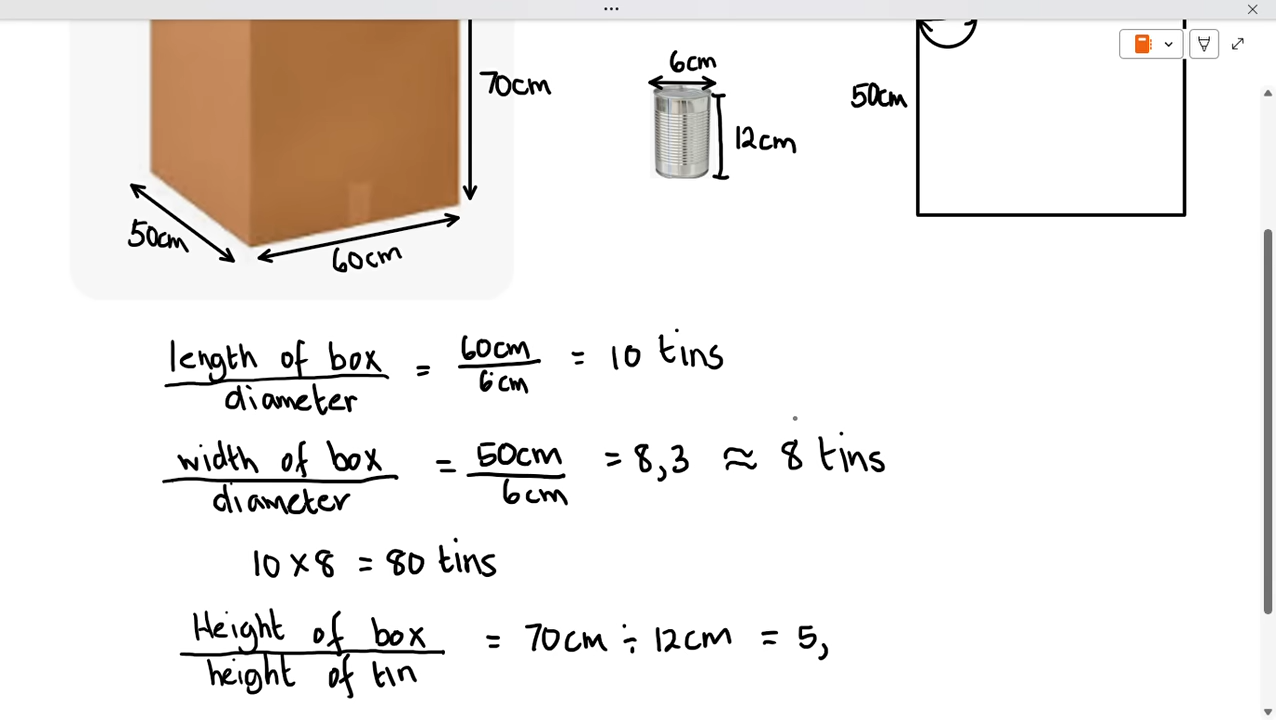 70cm
6cm
12cm
50cm
50cm
60cm
length of box / diameter = 60cm / 6cm = 10 tins
width of box / diameter = 50cm / 6cm = 8,3 ≈ 8 tins
10 × 8 = 80 tins
Height of box / height of tin = 70cm ÷ 12cm = 5,